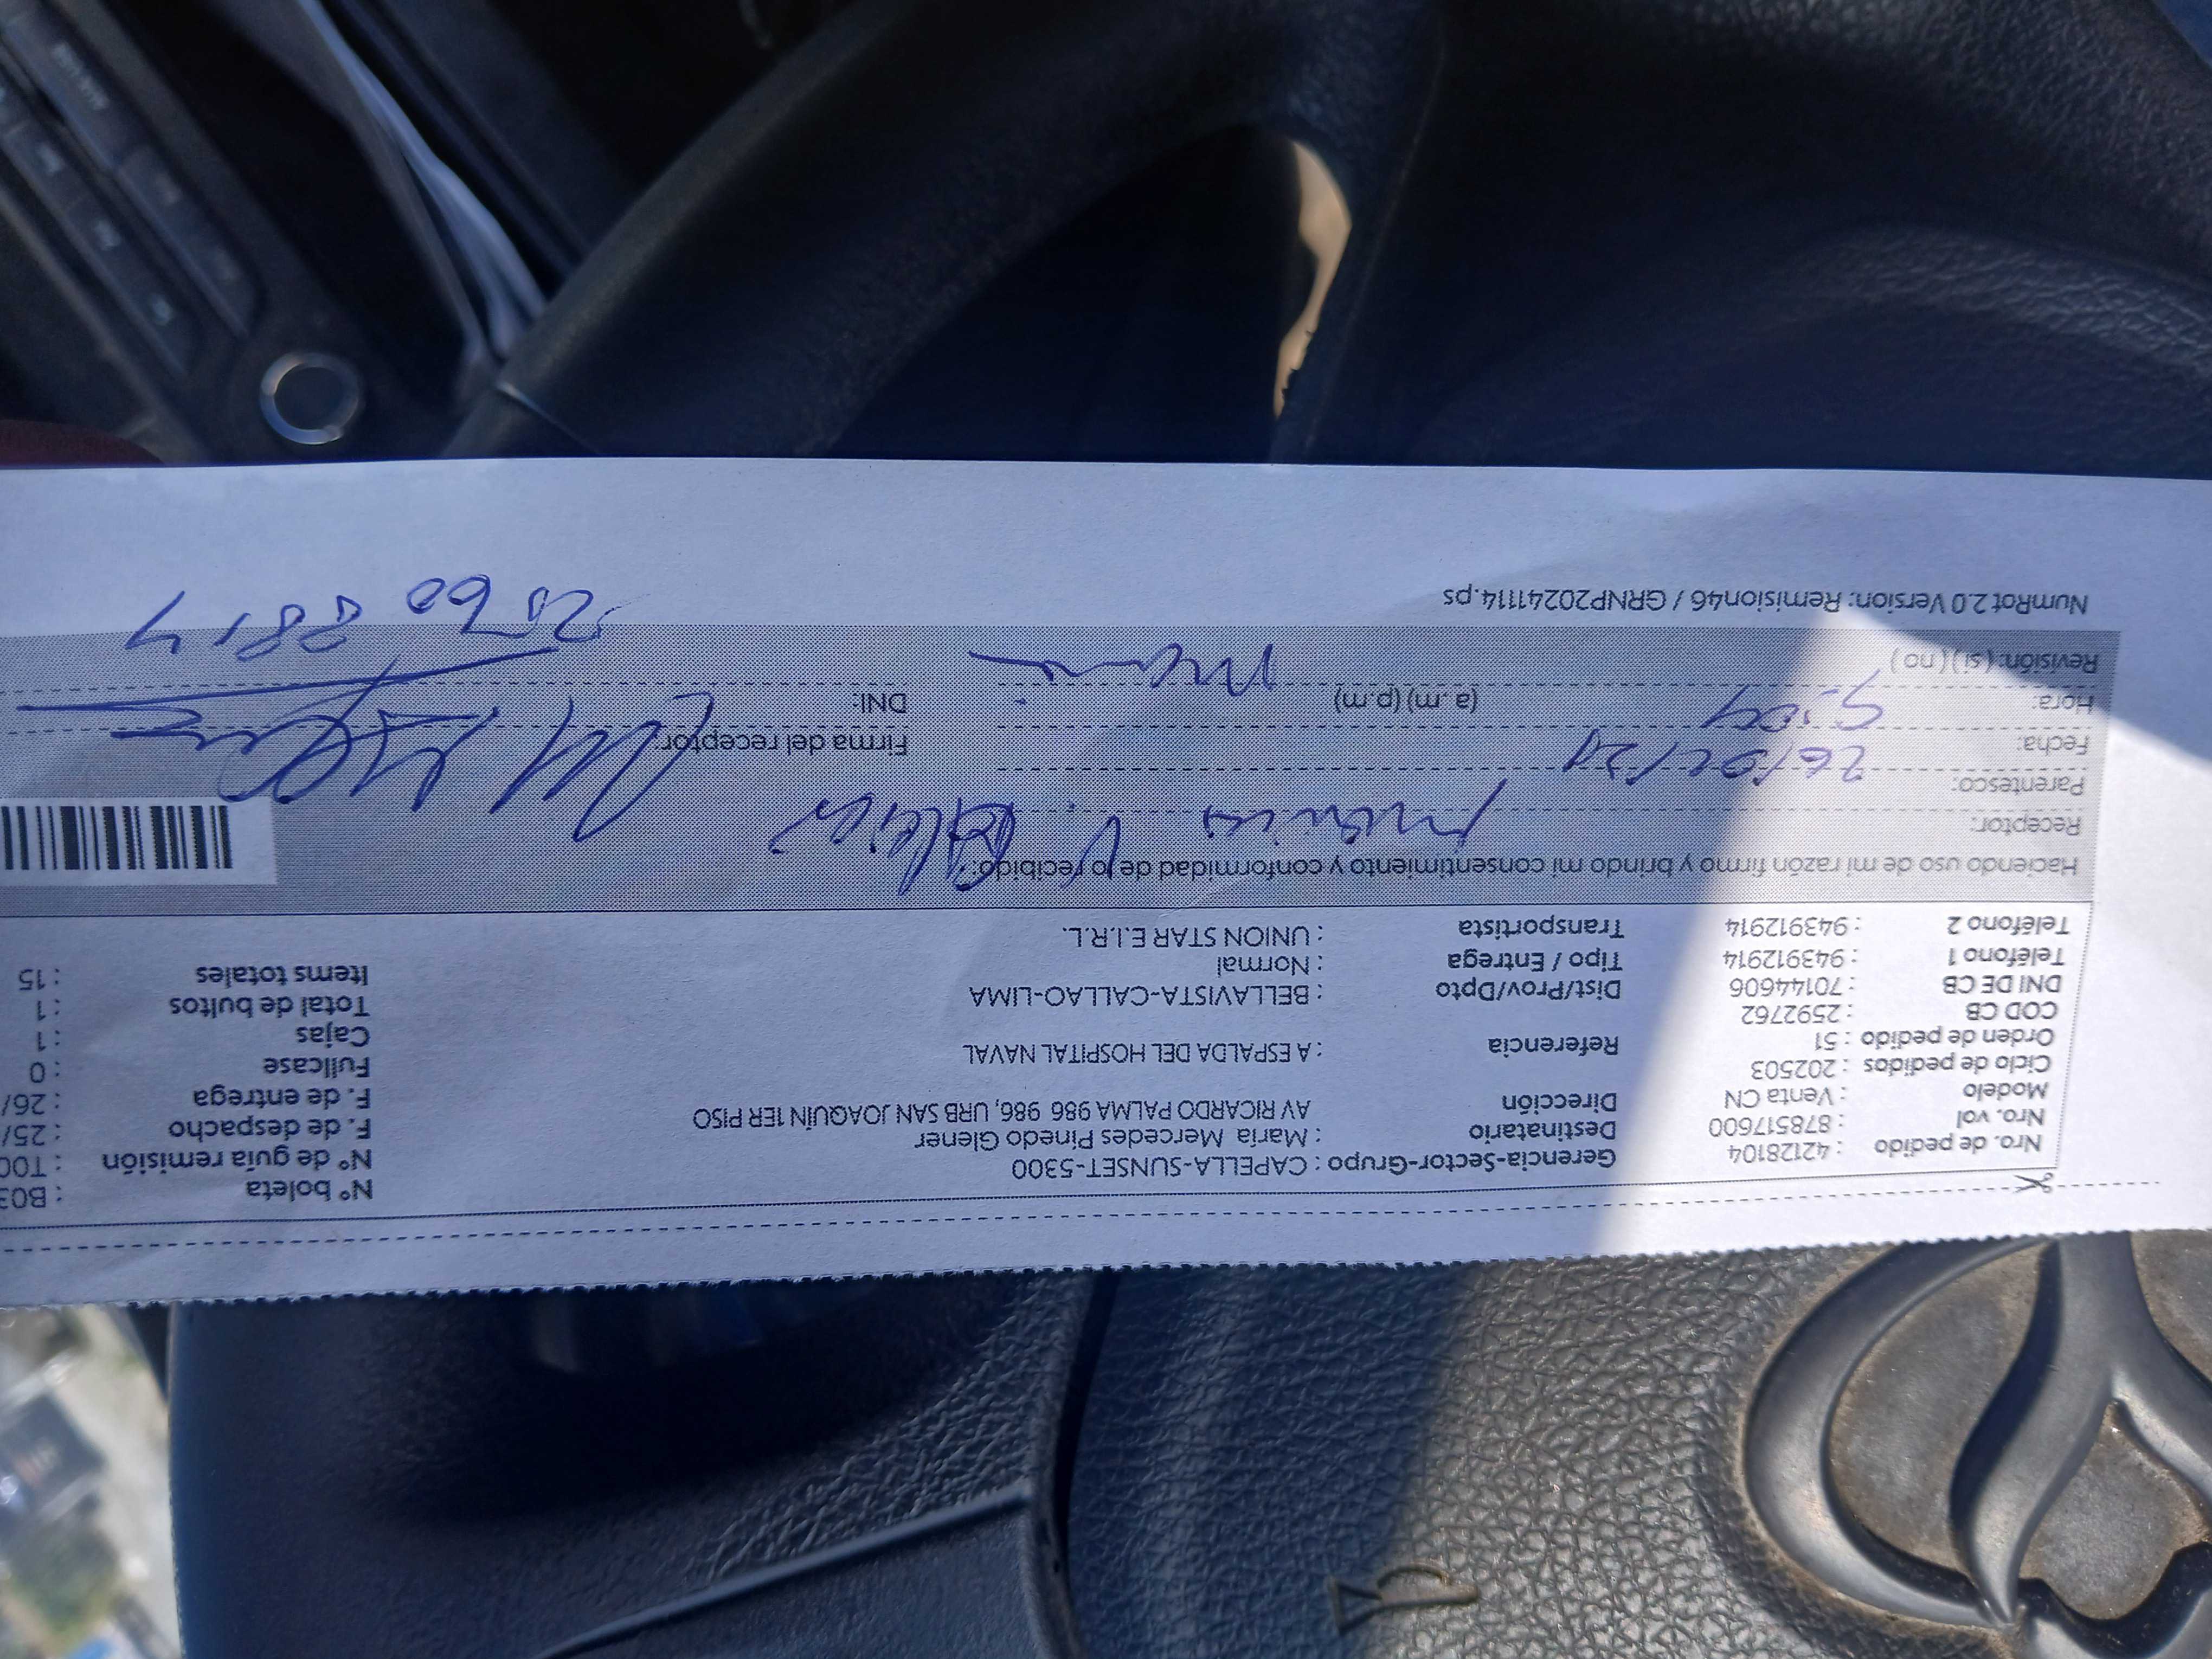 Nro. de pedido : 42128104
Nro. vol : 878517600
Modelo : Venta CN
Ciclo de pedidos : 202503
Orden de pedido : 51
COD CB : 2592762
DNI DE CB : 70144606
Teléfono 1 : 943912914
Teléfono 2 : 943912914
Gerencia-Sector-Grupo : CAPELLA-SUNSET-5300
Destinatario : María Mercedes Pinedo Glener
Dirección AV RICARDO PALMA 986 986, URB SAN JOAQUÍN 1ER PISO
Referencia : A ESPALDA DEL HOSPITAL NAVAL
Dist/Prov/Dpto : BELLAVISTA-CALLAO-LIMA
Tipo / Entrega : Normal
Transportista : UNION STAR E.I.R.L.
N° boleta : B03
N° de guía remisión : T00
F. de despacho : 25/
F. de entrega : 26/
Fullcase : 0
Cajas : 1
Total de bultos : 1
Items totales : 15
Haciendo uso de mi razón firmo y brindo mi consentimiento y conformidad de lo recibido:
Receptor:
Parentesco:
Fecha:
Hora: (a.m) (p.m)
Revisión: (si) (no)
Firma del receptor:
DNI:
NumRot 2.0 Version: Remision46 / GRNP20241114.ps